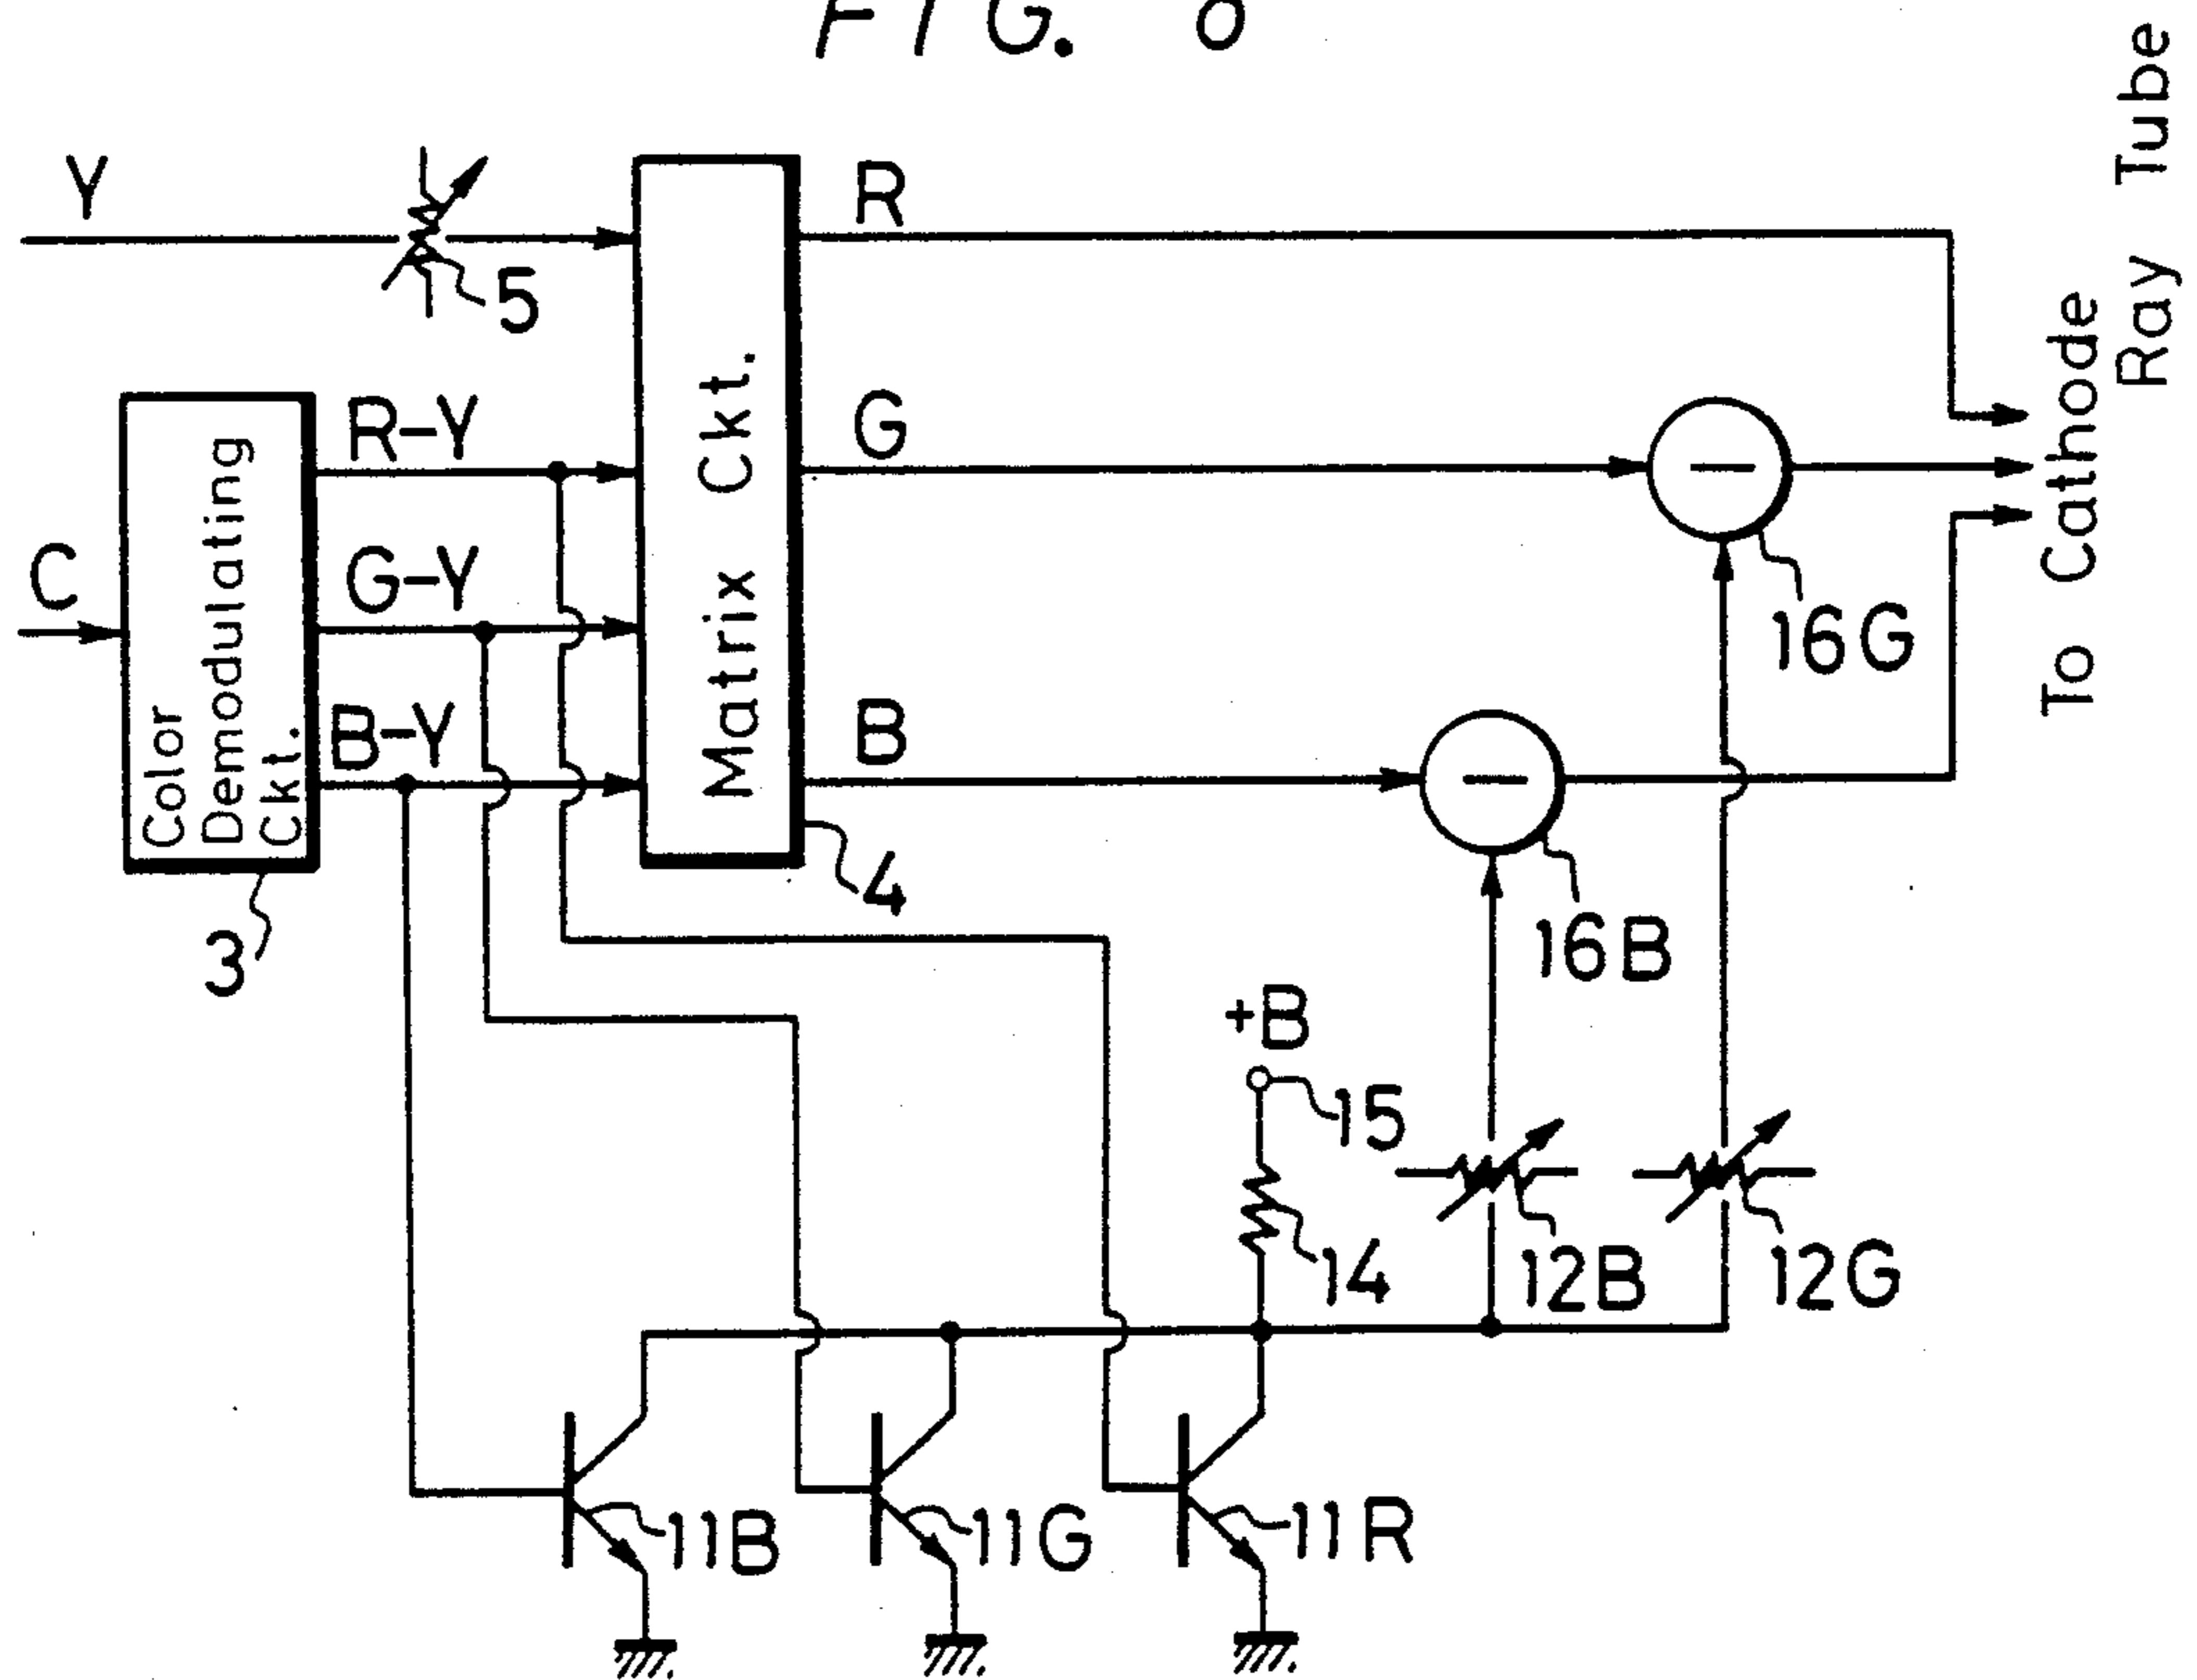 FIG. 8
Y
5
R
R-Y
G
G-Y
C
B-Y
B
Color
Demodulating
Ckt.
Matrix Ckt.
3
4
16G
16B
To Cathode
Ray Tube
+B
15
14
12B
12G
11B
11G
11R